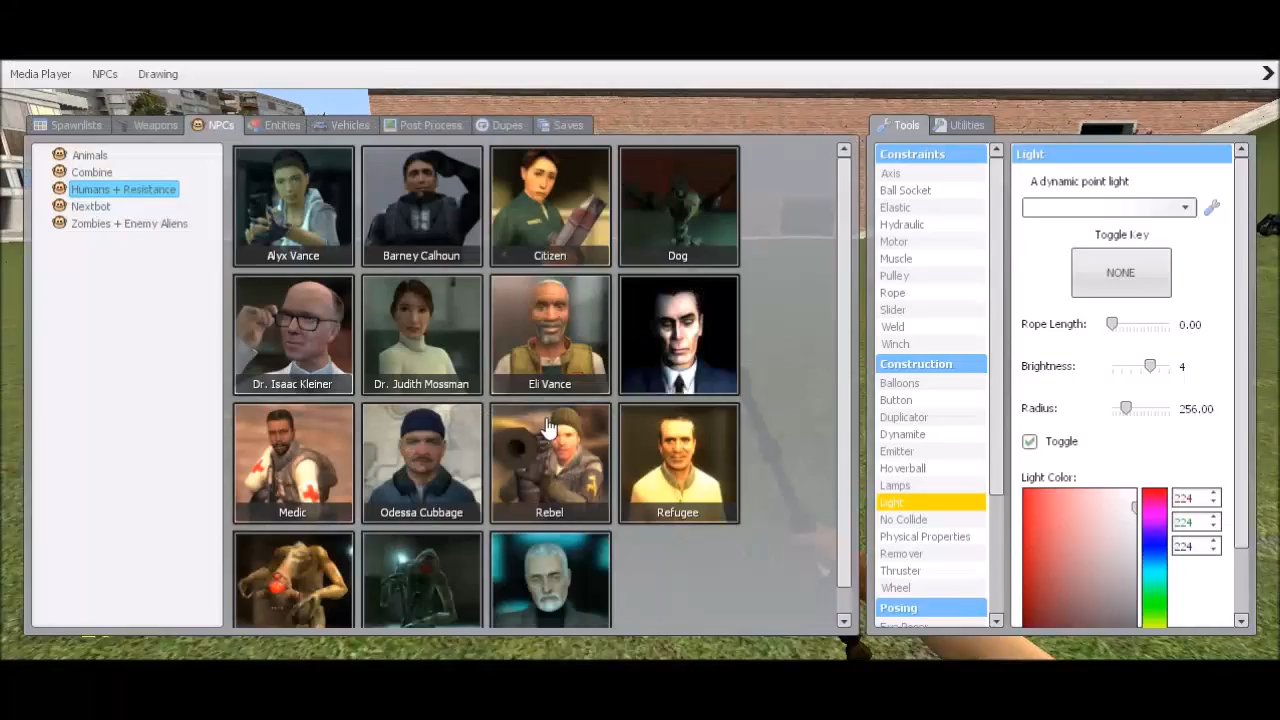 Media Player NPCs Drawing
Spawnlists Weapons NPCs Entities Vehicles Post Process Dupes Saves
Animals
Combine
Humans + Resistance
Nextbot
Zombies + Enemy Aliens
Alyx Vance Barney Calhoun Citizen Dog
Dr. Isaac Kleiner Dr. Judith Mossman Eli Vance
Medic Odessa Cubbage Rebel Refugee
Tools Utilities
Constraints
Axis
Ball Socket
Elastic
Hydraulic
Motor
Muscle
Pulley
Rope
Slider
Weld
Winch
Construction
Balloons
Button
Duplicator
Dynamite
Emitter
Hoverball
Lamps
Light
No Collide
Physical Properties
Remover
Thruster
Wheel
Posing
Light
A dynamic point light
Toggle Key
NONE
Rope Length: 0.00
Brightness: 4
Radius: 256.00
Toggle
Light Color:
224
224
224